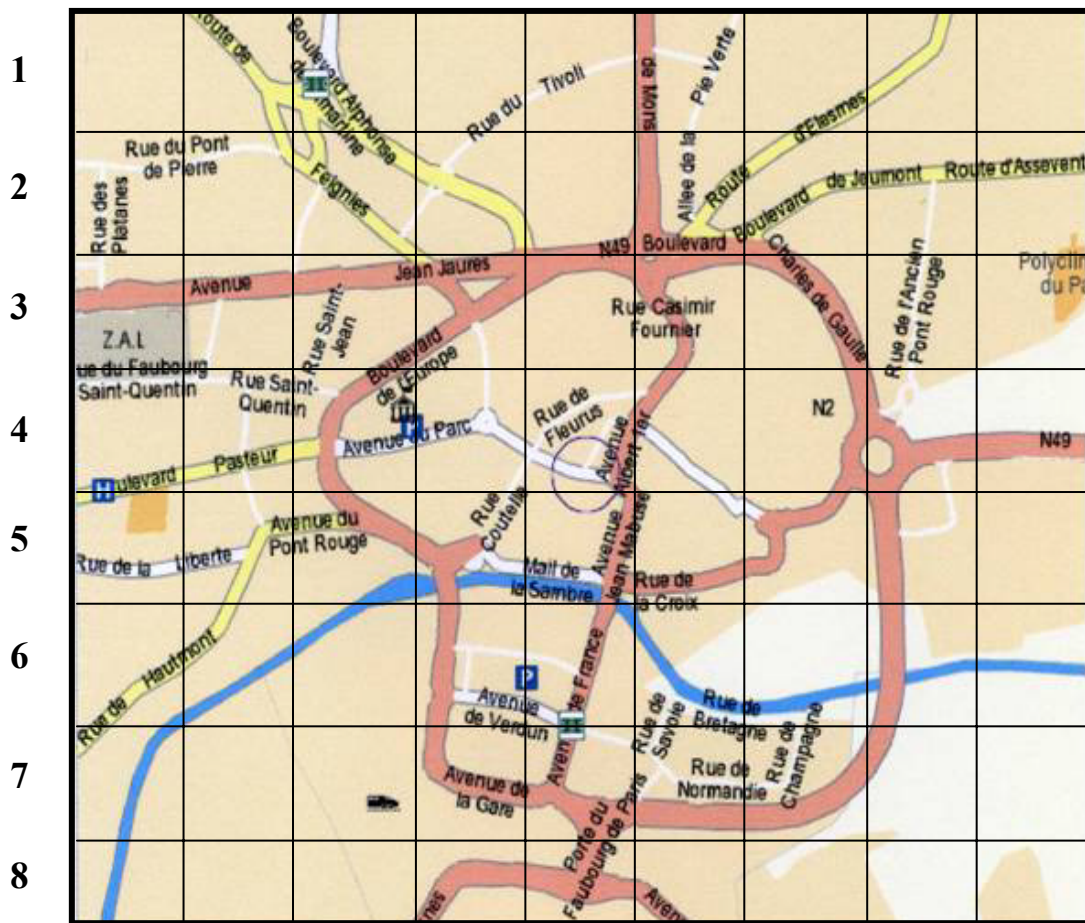 1
Route de
Boulevard Alphonse
de Lamartine
Rue du Tivoli
de Mons
Pie Verte
Allee de la
Route d'Elesmes
2
Rue du Pont
de Pierre
Rue des
Platanes
Feignies
Boulevard
de Jeumont
Route d'Assevent
N49
Boulevard
Charles de Gaulle
3
Avenue
Jean Jaures
Rue Saint-
Jean
Rue Casimir
Fournier
Rue de l'Ancien
Pont Rouge
Polyclin
du Pa
Z.A.I.
ue du Faubourg
Saint-Quentin
Boulevard
de l'Europe
4
Rue Saint-
Quentin
Rue de
Fleurus
Avenue
Albert 1er
N2
N49
Avenue du Parc
ulevard Pasteur
H
5
Rue
Coutelle
Avenue du
Pont Rouge
Rue de la Liberte
Avenue
Jean Mabuse
Mail de
la Sambre
Rue de
la Croix
6
Rue de Hautmont
Avenue de France
P
Avenue
de Verdun
Rue de
Savoie
Rue de
Bretagne
Rue de
Champagne
7
Rue de
Normandie
Avenue de
la Gare
Porte du
Faubourg de Paris
8
nes
Aven